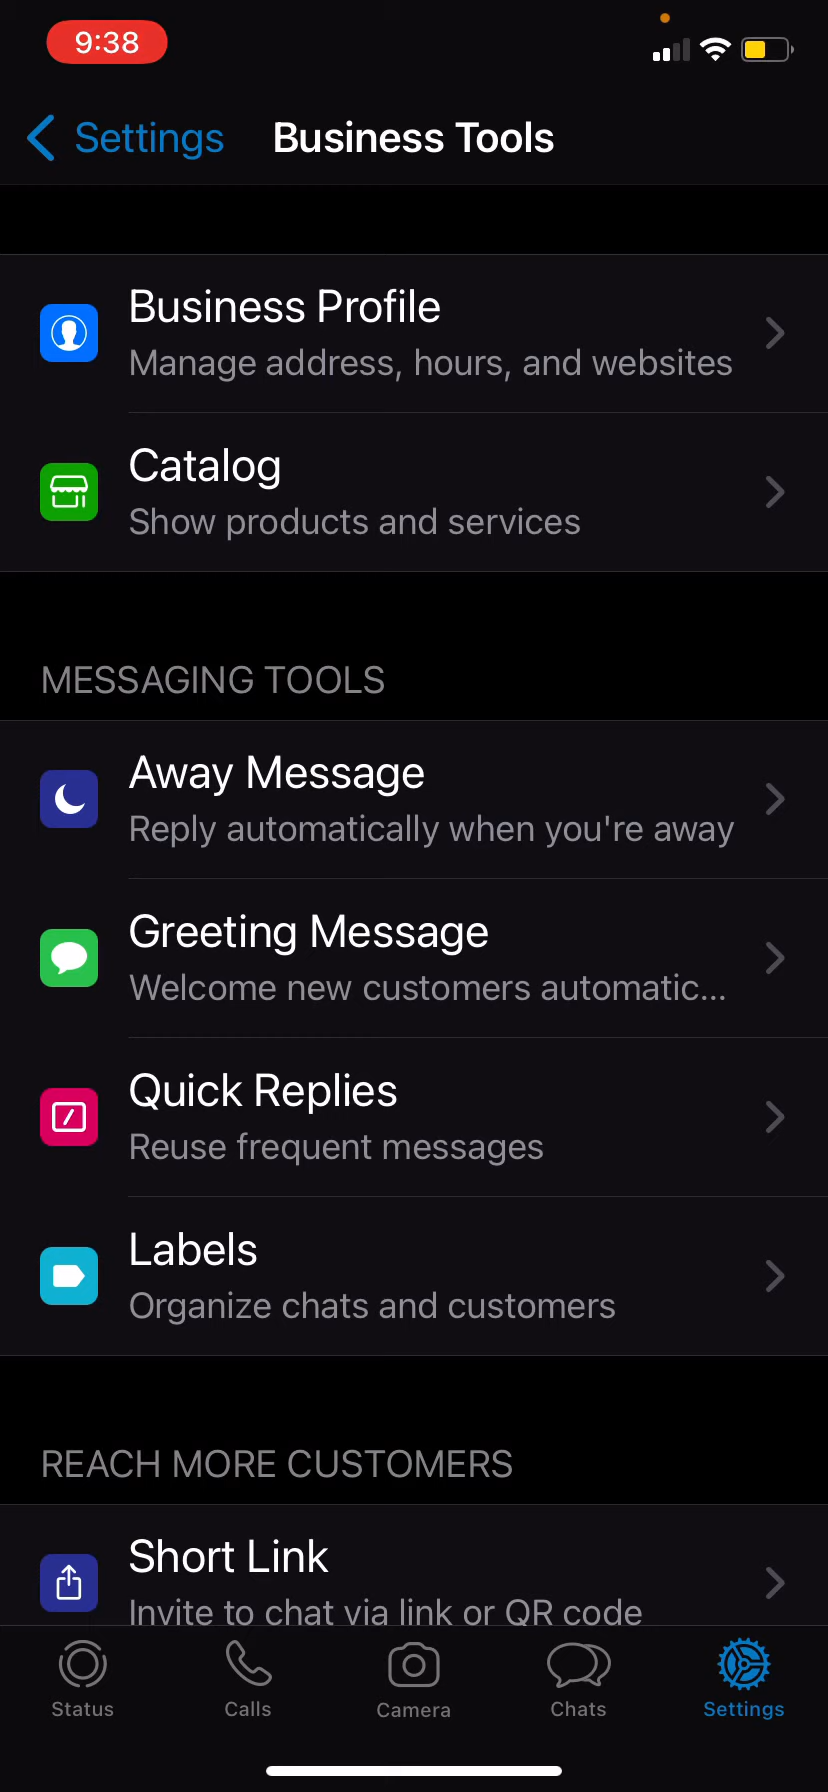 9:38
Settings
Business Tools
Business Profile
Manage address, hours, and websites
Catalog
Show products and services
MESSAGING TOOLS
Away Message
Reply automatically when you're away
Greeting Message
Welcome new customers automatic...
Quick Replies
Reuse frequent messages
Labels
Organize chats and customers
REACH MORE CUSTOMERS
Short Link
Invite to chat via link or QR code
Status
Calls
Camera
Chats
Settings